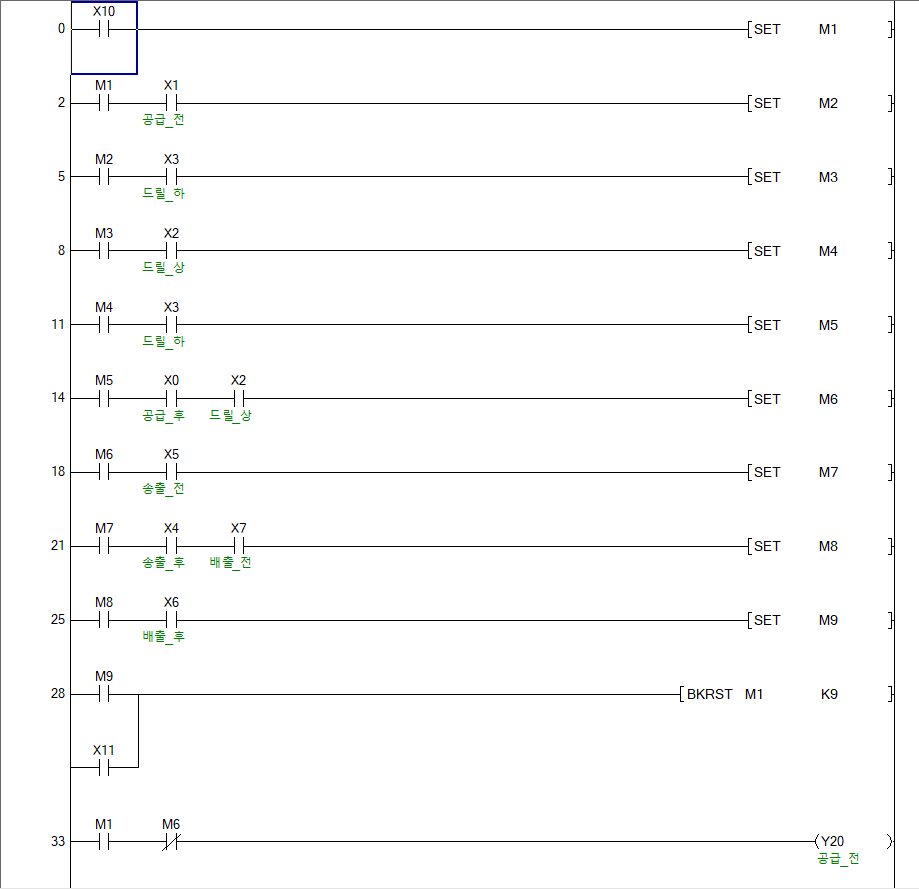 X10
0 SET M1
M1 X1
2 SET M2
공급_전
M2 X3
5 SET M3
드릴_하
M3 X2
8 SET M4
드릴_상
M4 X3
11 SET M5
드릴_하
M5 X0 X2
14 SET M6
공급_후 드릴_상
M6 X5
18 SET M7
송출_전
M7 X4 X7
21 SET M8
송출_후 배출_전
M8 X6
25 SET M9
배출_후
M9
28 BKRST M1 K9
X11
M1 M6
33 Y20
공급_전